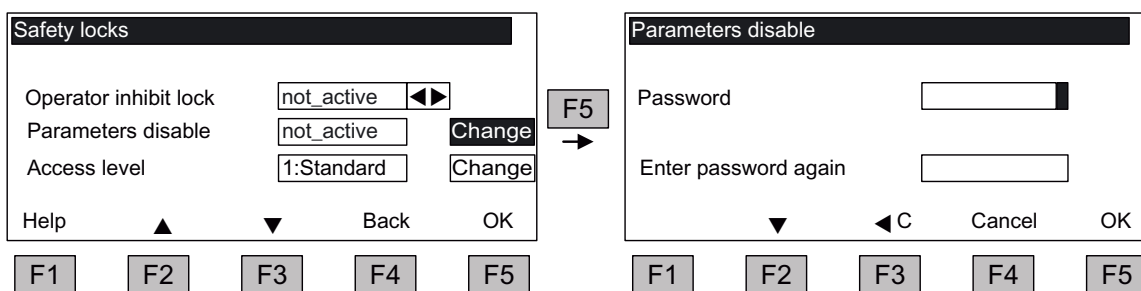 Safety locks
Operator inhibit lock not_active ◀▶
Parameters disable not_active Change
Access level 1:Standard Change
Help ▲ ▼ Back OK
F1 F2 F3 F4 F5
F5
→
Parameters disable
Password
Enter password again
▼ ◀C Cancel OK
F1 F2 F3 F4 F5